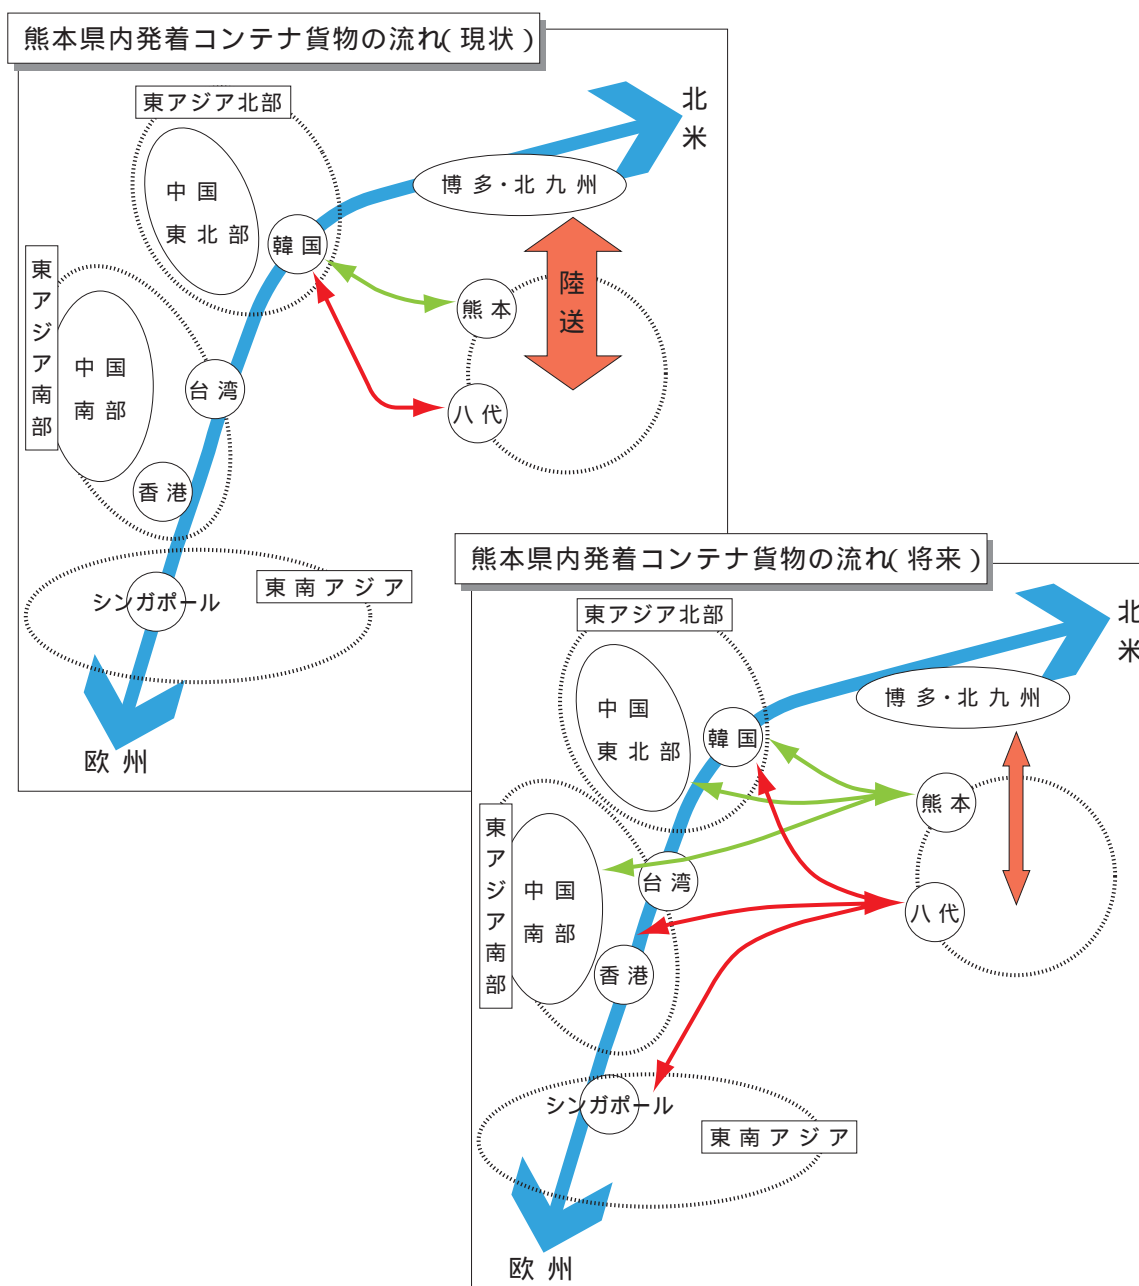 熊本県内発着コンテナ貨物の流れ(現状)
東アジア北部
北米
博多・北九州
中国
東北部
韓国
陸送
熊本
東アジア南部
中国
南部
台湾
八代
香港
東南アジア
シンガポール
欧州
熊本県内発着コンテナ貨物の流れ(将来)
東アジア北部
北米
博多・北九州
中国
東北部
韓国
熊本
東アジア南部
中国
南部
台湾
八代
香港
シンガポール
東南アジア
欧州